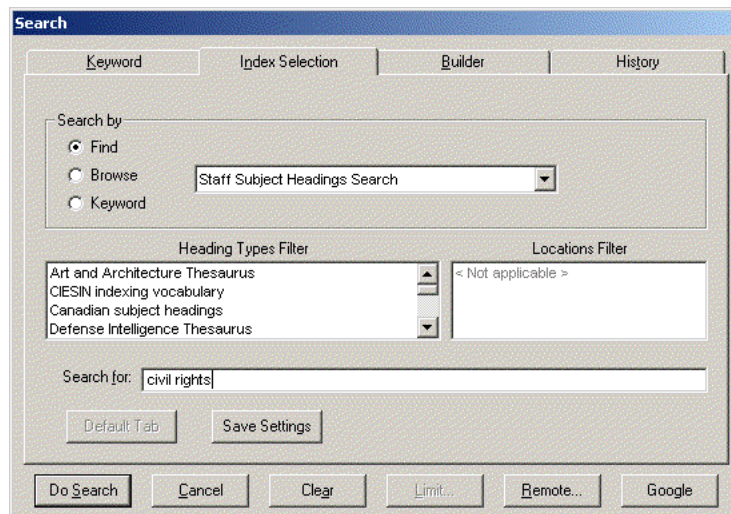 Search
Keyword Index Selection Builder History
Search by
Find
Browse
Staff Subject Headings Search
Keyword
Heading Types Filter Locations Filter
Art and Architecture Thesaurus < Not applicable >
CIESIN indexing vocabulary
Canadian subject headings
Defense Intelligence Thesaurus
Search for: civil rights
Default Tab Save Settings
Do Search Cancel Clear Limit... Remote... Google